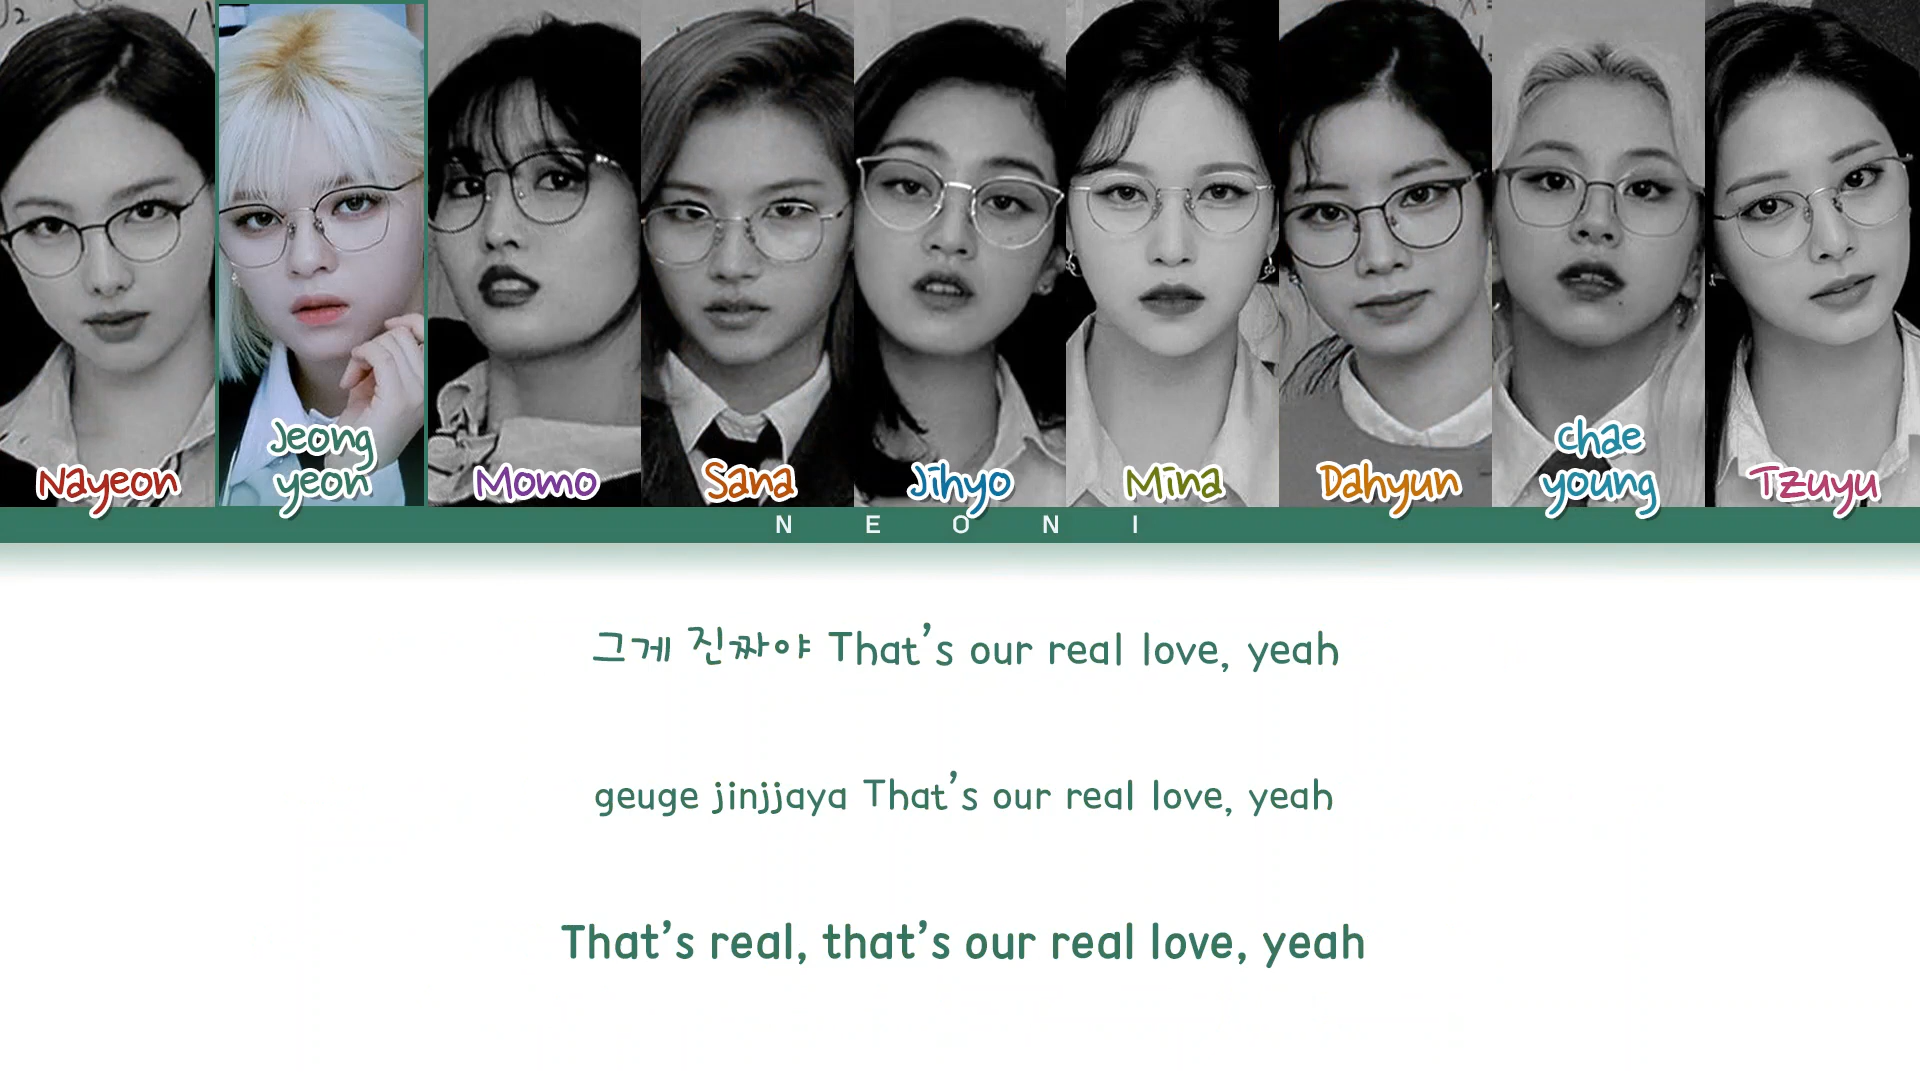 Nayeon
Jeong
yeon
Momo
Sana
Jihyo
Mina
Dahyun
chae
young
Tzuyu
NEONI
그게 진짜야 That's our real love, yeah
geuge jinjjaya That's our real love, yeah
That's real, that's our real love, yeah